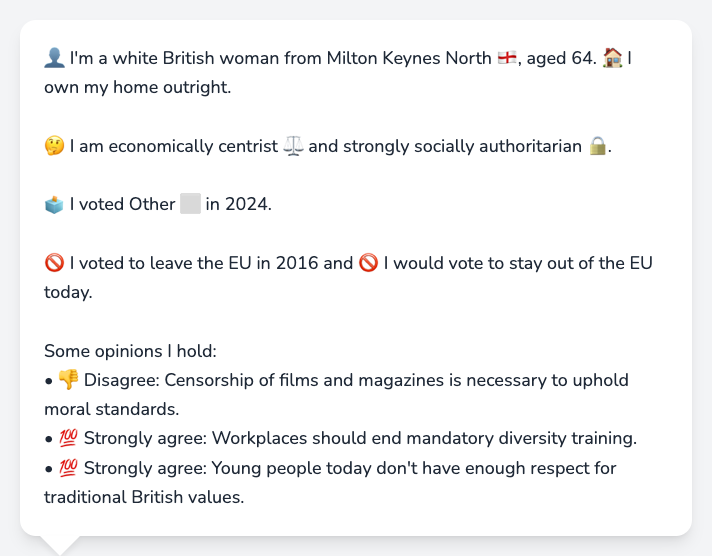 👤 I'm a white British woman from Milton Keynes North 🏴󠁧󠁢󠁥󠁮󠁧󠁿, aged 64. 🏠 I
own my home outright.
🤔 I am economically centrist ⚖️ and strongly socially authoritarian 🔒.
🗳️ I voted Other ⬜ in 2024.
🚫 I voted to leave the EU in 2016 and 🚫 I would vote to stay out of the EU
today.
Some opinions I hold:
• 👎 Disagree: Censorship of films and magazines is necessary to uphold
moral standards.
• 💯 Strongly agree: Workplaces should end mandatory diversity training.
• 💯 Strongly agree: Young people today don't have enough respect for
traditional British values.